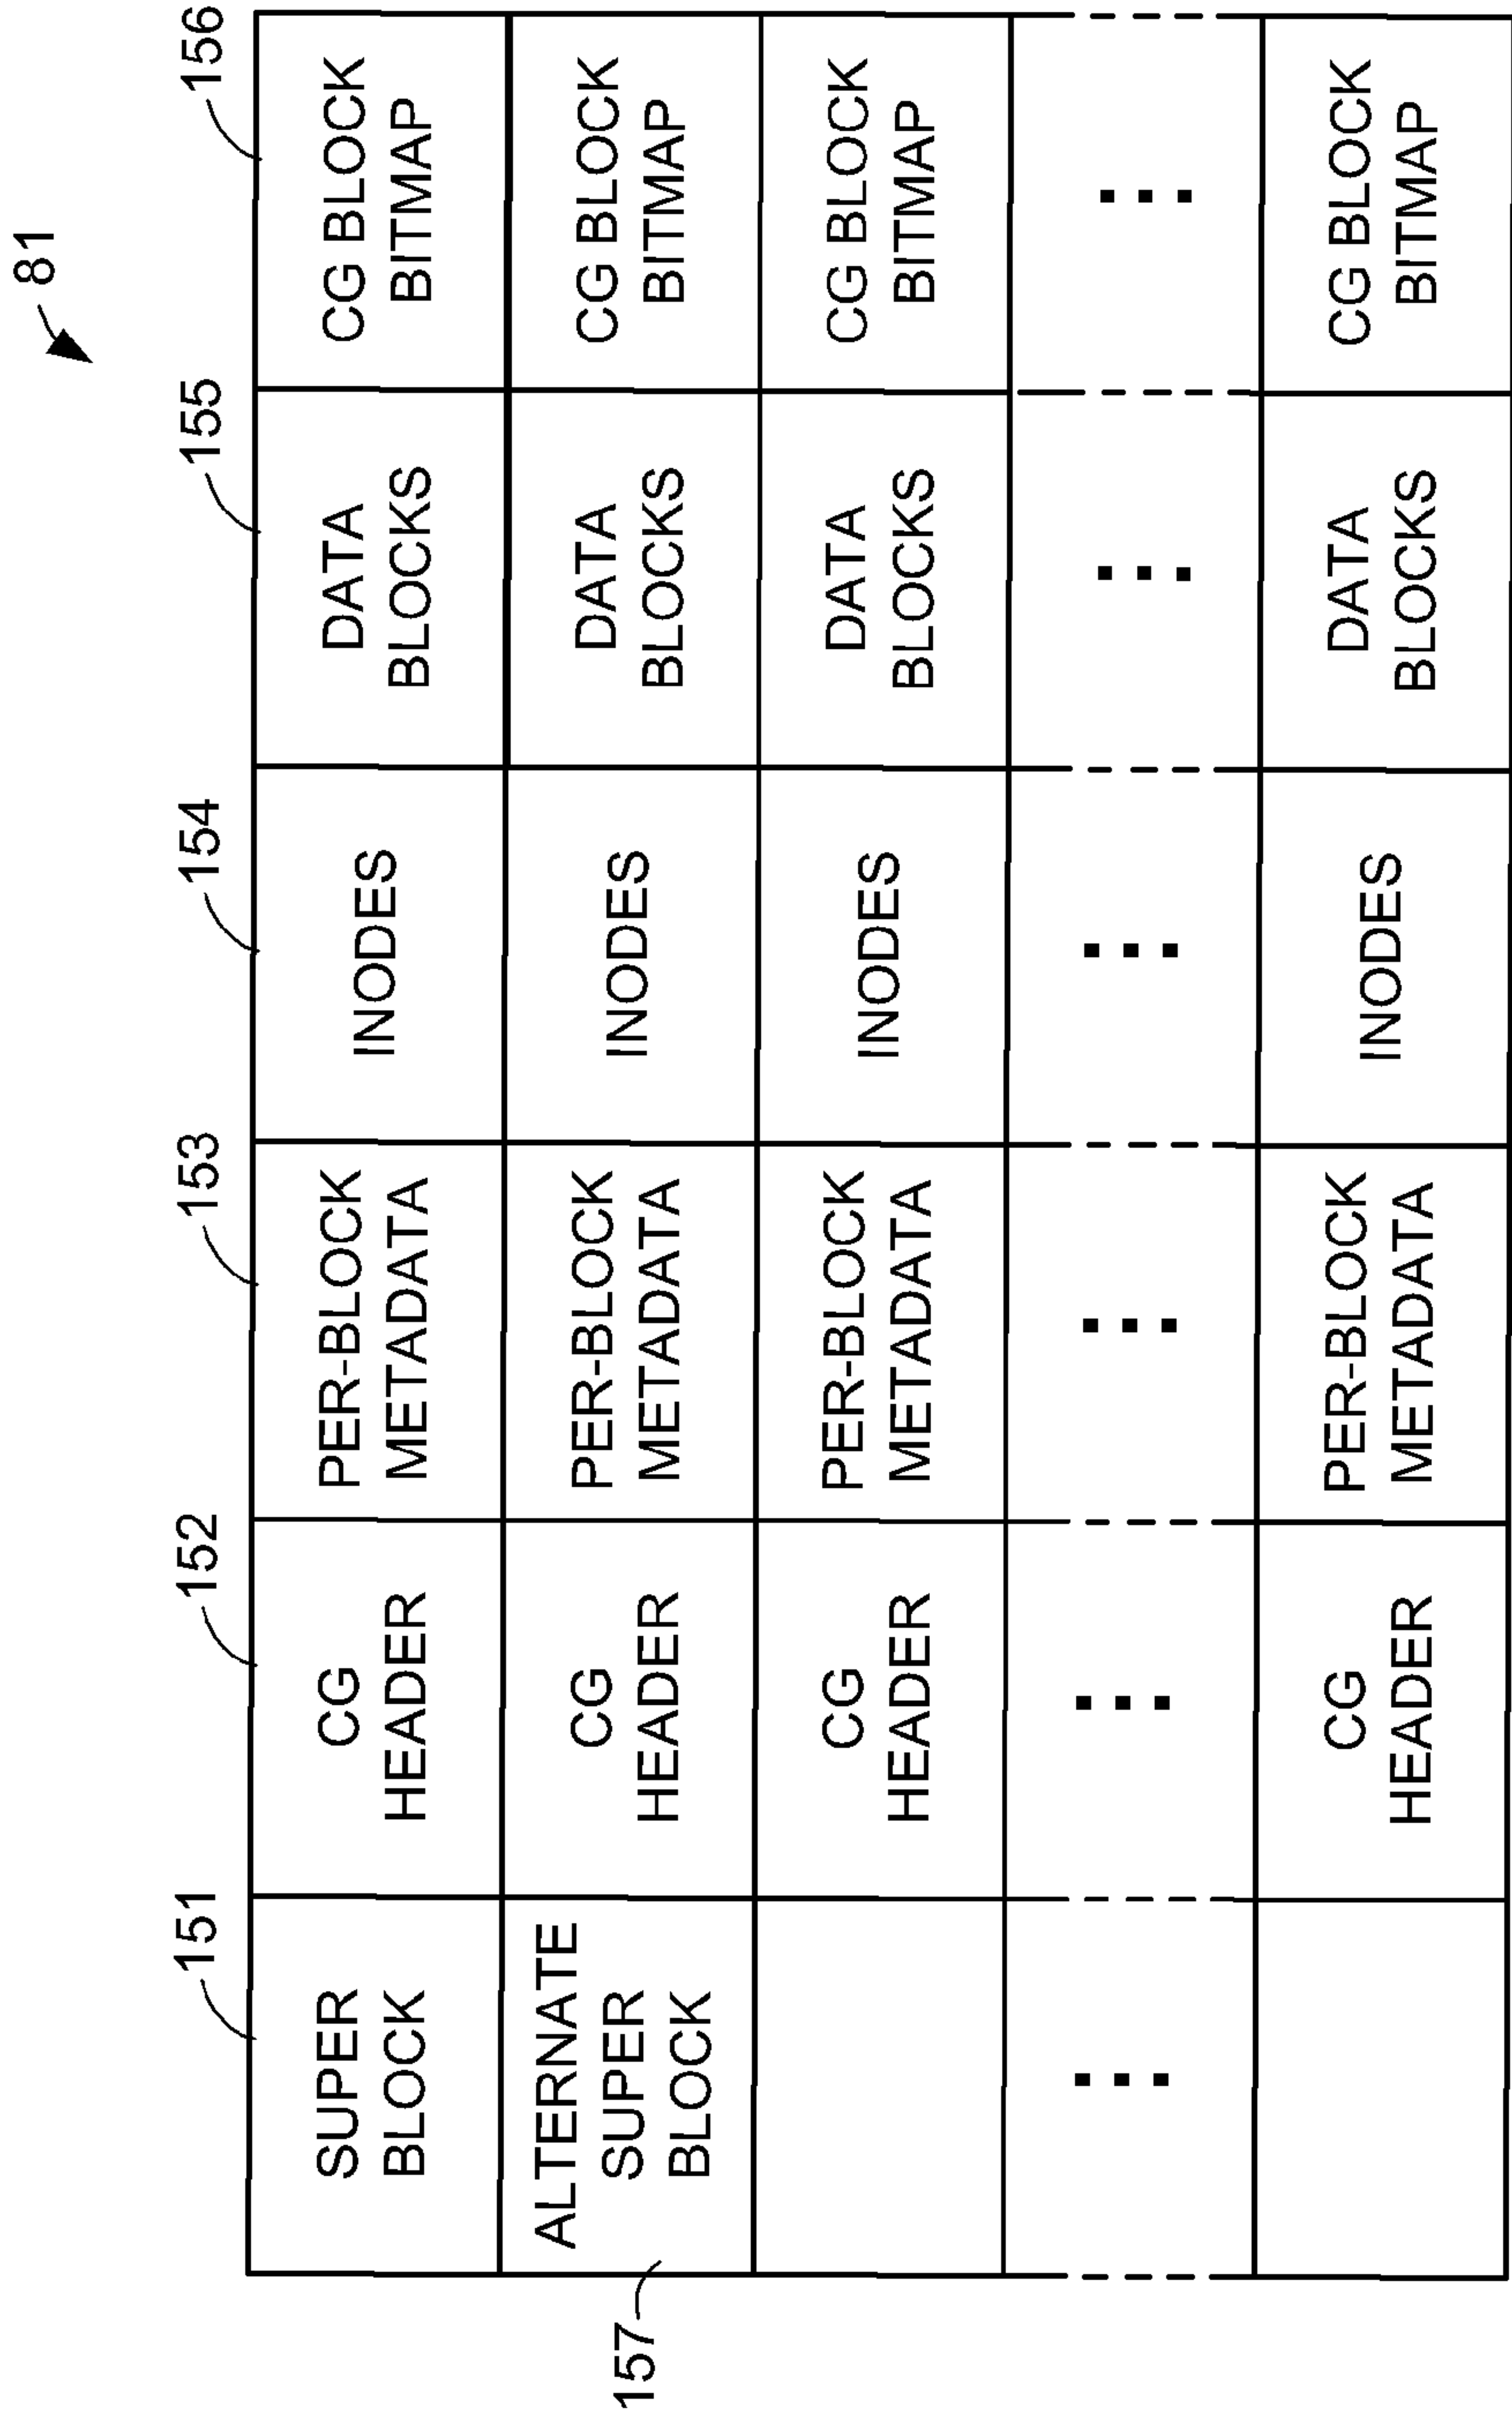 81
151
152
153
154
155
156
SUPER
BLOCK
CG
HEADER
PER-BLOCK
METADATA
INODES
DATA
BLOCKS
CG BLOCK
BITMAP
157
ALTERNATE
SUPER
BLOCK
CG
HEADER
PER-BLOCK
METADATA
INODES
DATA
BLOCKS
CG BLOCK
BITMAP
CG
HEADER
PER-BLOCK
METADATA
INODES
DATA
BLOCKS
CG BLOCK
BITMAP
...
...
...
...
...
...
CG
HEADER
PER-BLOCK
METADATA
INODES
DATA
BLOCKS
CG BLOCK
BITMAP